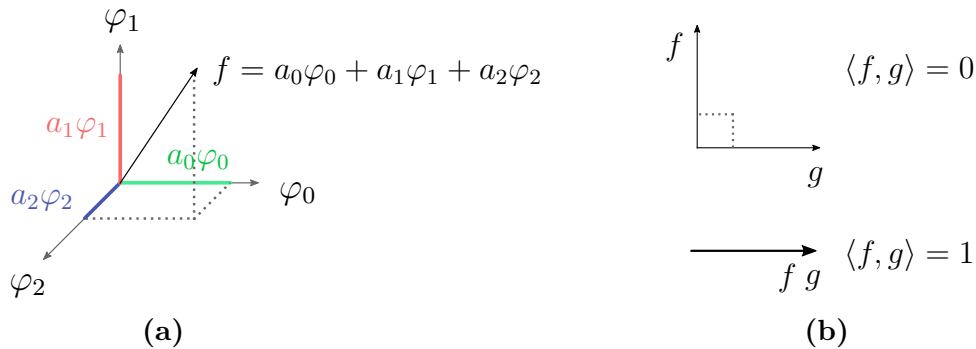 φ₁
f = a₀φ₀ + a₁φ₁ + a₂φ₂
a₁φ₁
a₀φ₀
a₂φ₂
φ₀
φ₂
(a)
f
⟨f, g⟩ = 0
g
f g
⟨f, g⟩ = 1
(b)